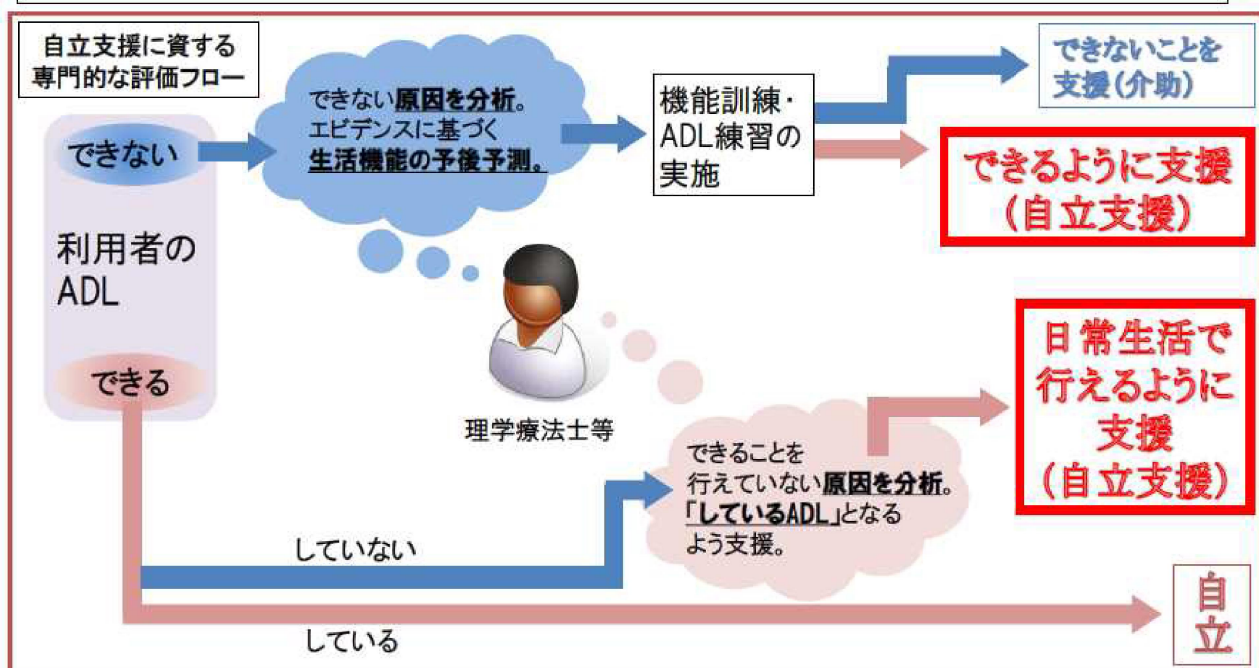 自立支援に資する
専門的な評価フロー
できない
利用者の
ADL
できる
できない原因を分析。
エビデンスに基づく
生活機能の予後予測。
機能訓練・
ADL練習の
実施
できないことを
支援(介助)
できるように支援
(自立支援)
理学療法士等
できることを
行えていない原因を分析。
「しているADL」となる
よう支援。
日常生活で
行えるように
支援
(自立支援)
していない
している
自
立